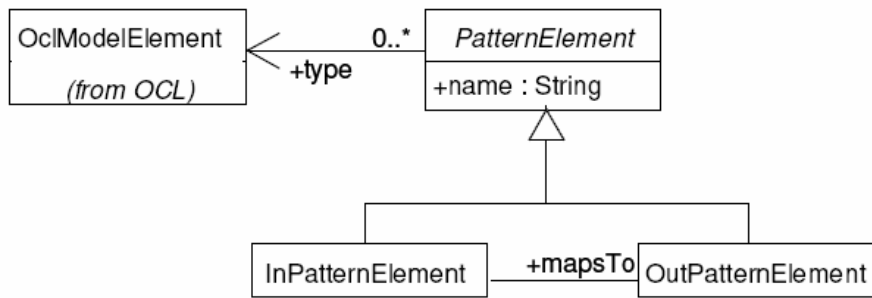 OclModelElement
(from OCL)
0..*
+type
PatternElement
+name : String
InPatternElement
+mapsTo
OutPatternElement